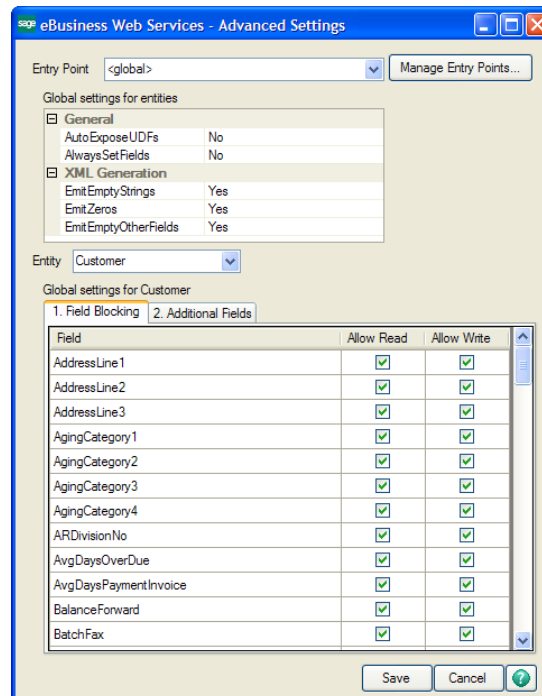 sage eBusiness Web Services - Advanced Settings
Entry Point <global> Manage Entry Points...
Global settings for entities
General
AutoExposeUDFs No
AlwaysSetFields No
XML Generation
EmitEmptyStrings Yes
EmitZeros Yes
EmitEmptyOtherFields Yes
Entity Customer
Global settings for Customer
1. Field Blocking 2. Additional Fields
Field Allow Read Allow Write
AddressLine1
AddressLine2
AddressLine3
AgingCategory1
AgingCategory2
AgingCategory3
AgingCategory4
ARDivisionNo
AvgDaysOverDue
AvgDaysPaymentInvoice
BalanceForward
BatchFax
Save Cancel ?